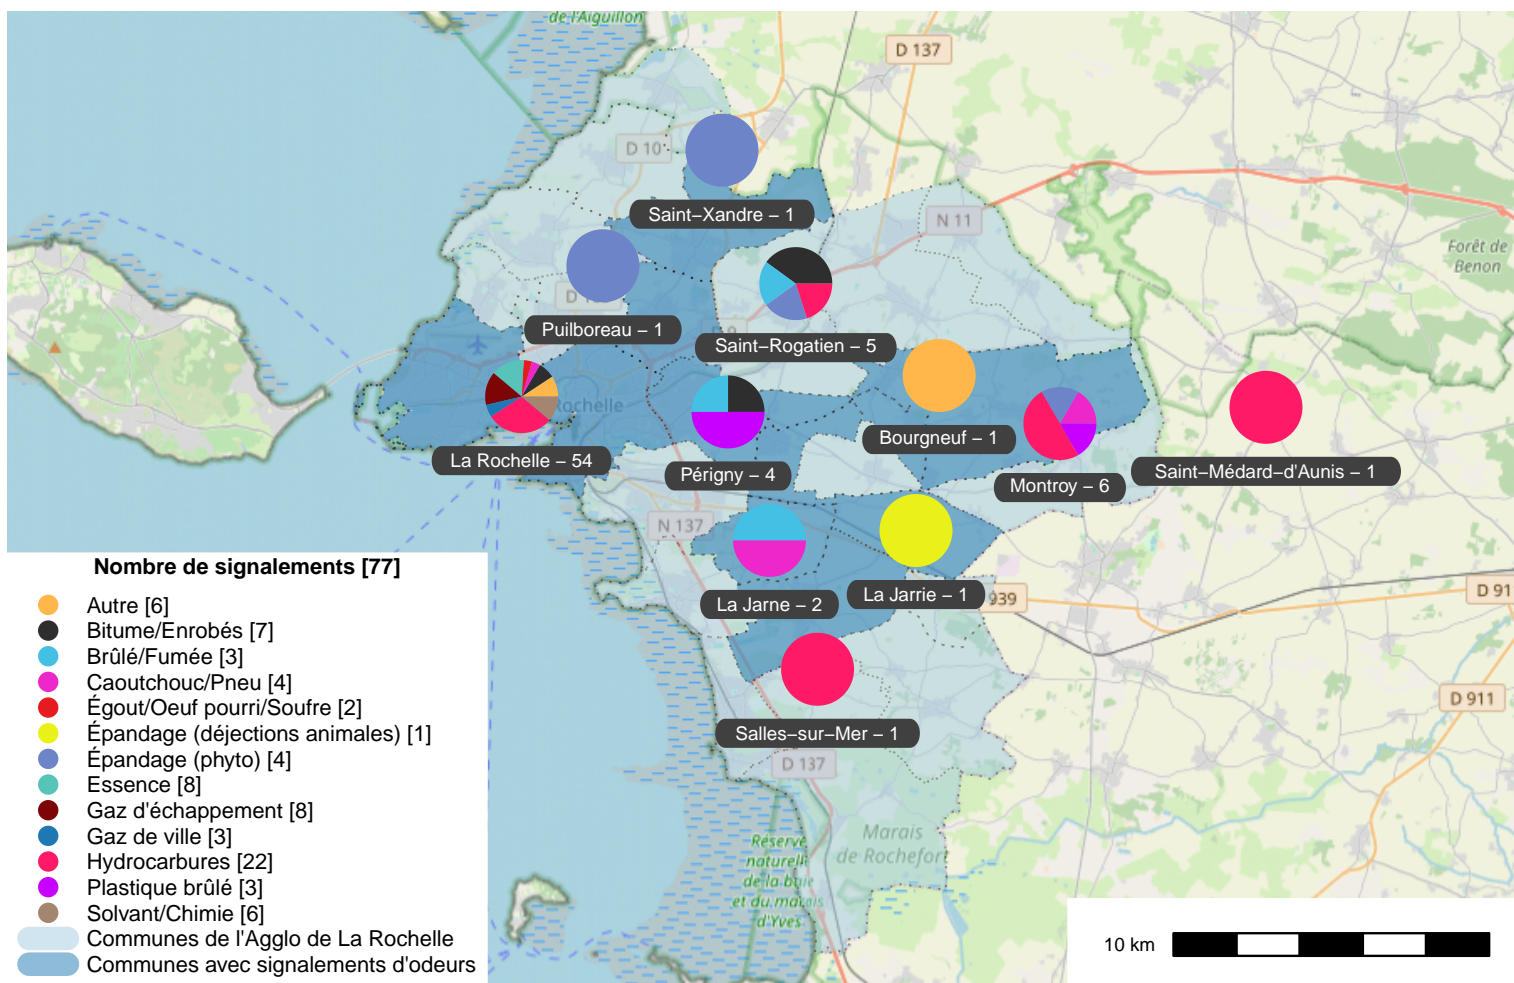 de l'Aiguillon
D 137
D 10
Saint–Xandre – 1
N 11
Forêt de
Benon
Puilboreau – 1
Saint–Rogatien – 5
Rochelle
La Rochelle – 54
Périgny – 4
Bourgneuf – 1
Montroy – 6
Saint–Médard–d'Aunis – 1
N 137
La Jarne – 2
La Jarrie – 1
939
D 91
Salles–sur–Mer – 1
D 911
D 137
Marais
de Rochefort
Réserve
naturelle
de la baie
et du marais
d'Yves
Nombre de signalements [77]
Autre [6]
Bitume/Enrobés [7]
Brûlé/Fumée [3]
Caoutchouc/Pneu [4]
Égout/Oeuf pourri/Soufre [2]
Épandage (déjections animales) [1]
Épandage (phyto) [4]
Essence [8]
Gaz d'échappement [8]
Gaz de ville [3]
Hydrocarbures [22]
Plastique brûlé [3]
Solvant/Chimie [6]
Communes de l'Agglo de La Rochelle
Communes avec signalements d'odeurs
10 km